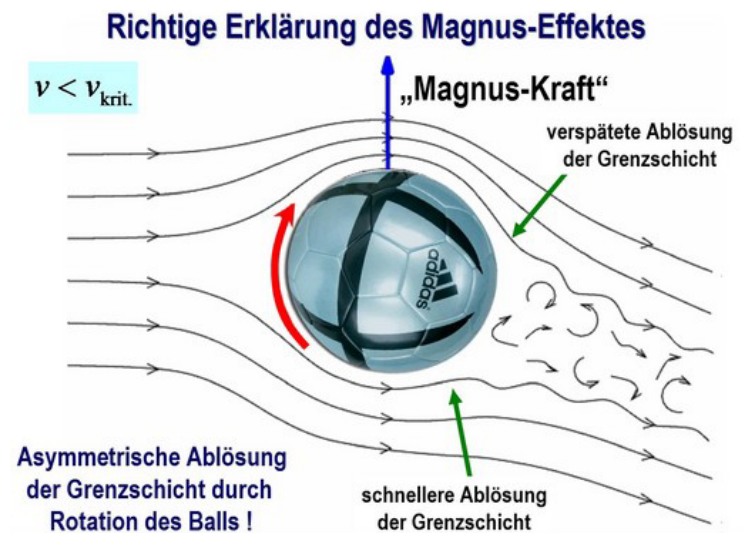 Richtige Erklärung des Magnus-Effektes
v < v_krit.
„Magnus-Kraft“
verspätete Ablösung
der Grenzschicht
adidas
Asymmetrische Ablösung
der Grenzschicht durch
Rotation des Balls !
schnellere Ablösung
der Grenzschicht